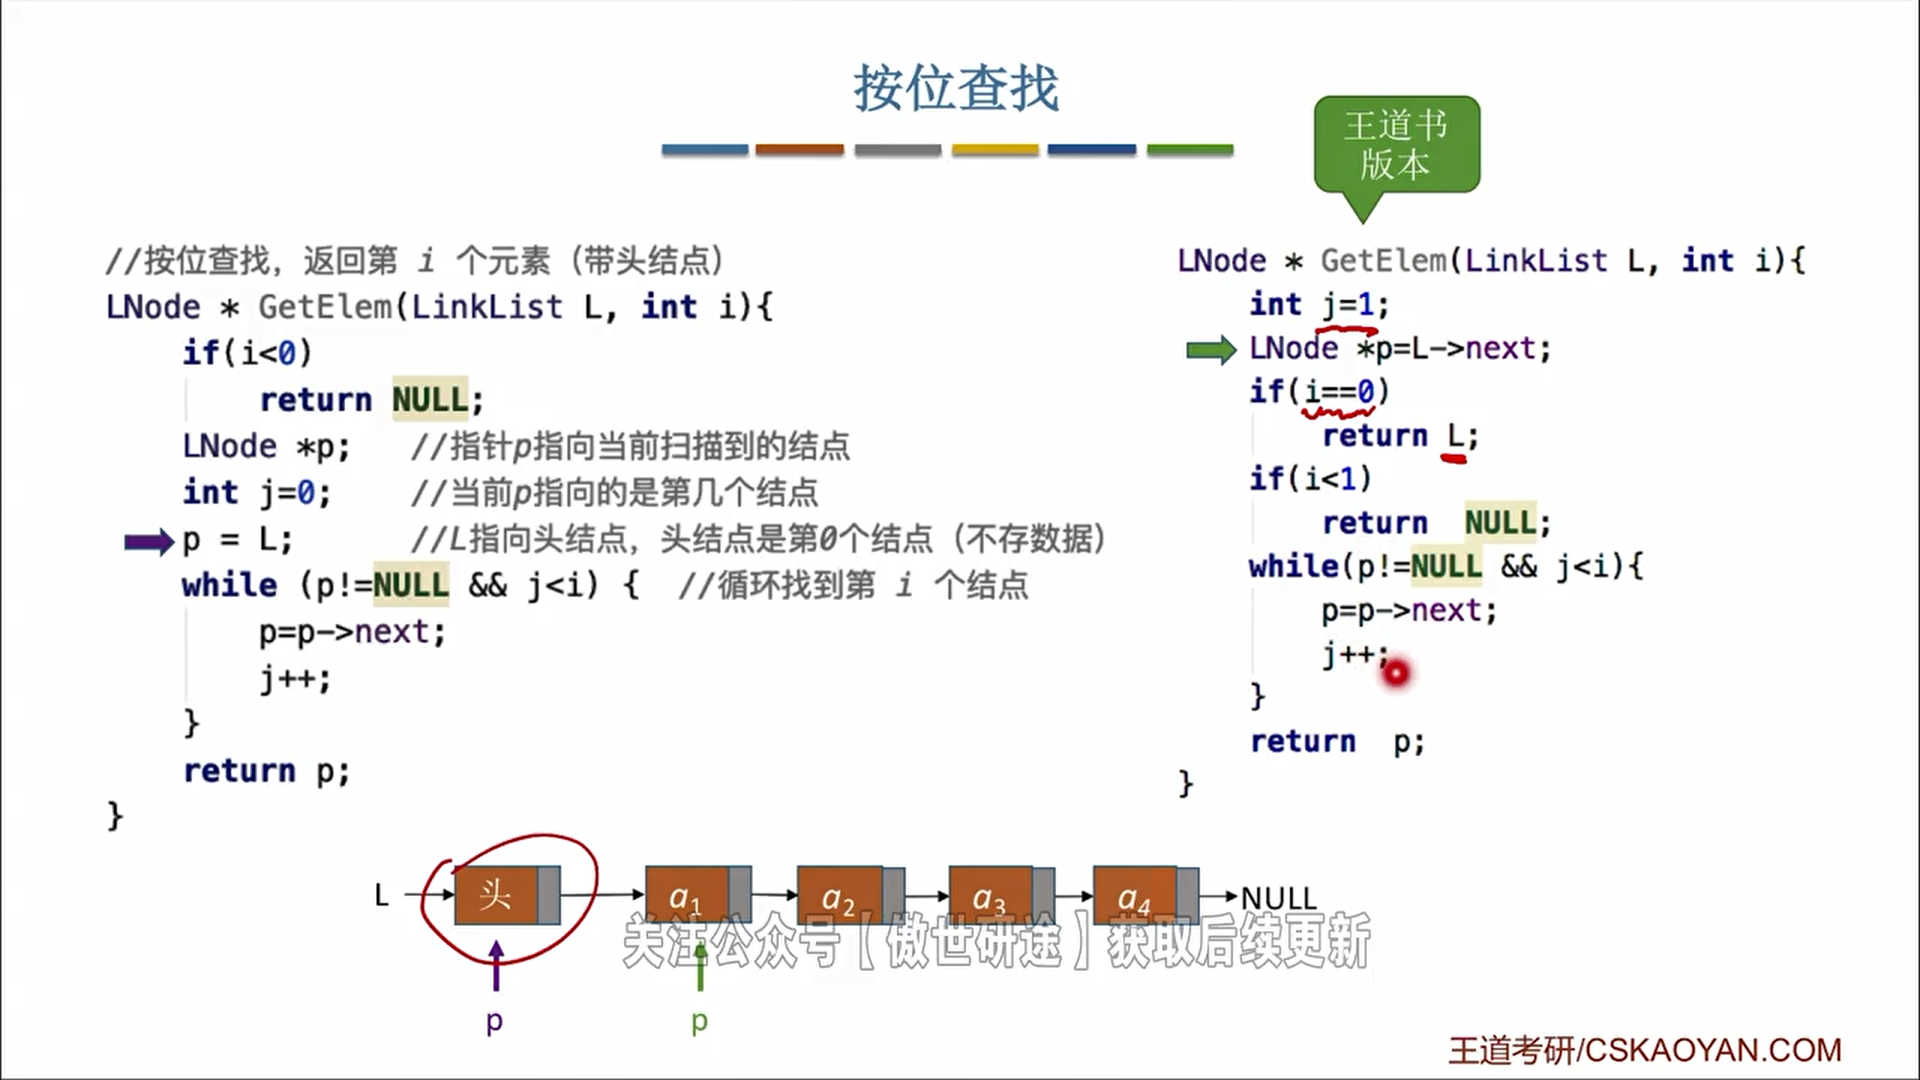 按位查找
王道书
版本
//按位查找，返回第 i 个元素（带头结点）
LNode * GetElem(LinkList L, int i){
if(i<0)
return NULL;
LNode *p; //指针p指向当前扫描到的结点
int j=0; //当前p指向的是第几个结点
p = L; //L指向头结点，头结点是第0个结点（不存数据）
while (p!=NULL && j<i) { //循环找到第 i 个结点
p=p->next;
j++;
}
return p;
}
LNode * GetElem(LinkList L, int i){
int j=1;
LNode *p=L->next;
if(i==0)
return L;
if(i<1)
return NULL;
while(p!=NULL && j<i){
p=p->next;
j++;
}
return p;
}
L 头 a1 a2 a3 a4 NULL
关注公众号【傲世研途】获取后续更新
p p
王道考研/CSKAOYAN.COM